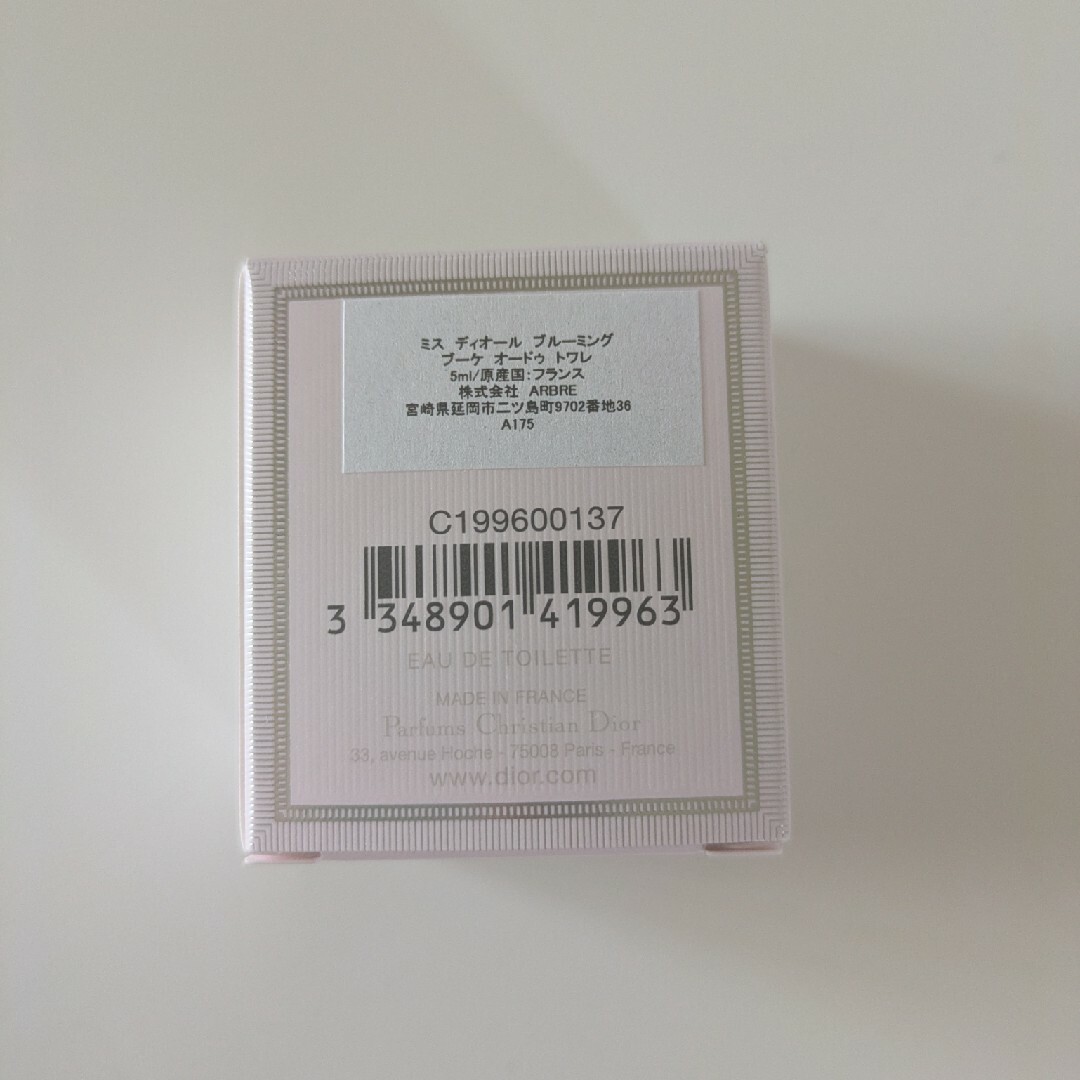 ミス ディオール ブルーミング
ブーケ オードゥ トワレ
5ml/原産国:フランス
株式会社 ARBRE
宮崎県延岡市二ツ島町9702番地36
A175
C199600137
3 348901 419963
EAU DE TOILETTE
MADE IN FRANCE
Parfums Christian Dior
33, avenue Hoche - 75008 Paris - France
www.dior.com